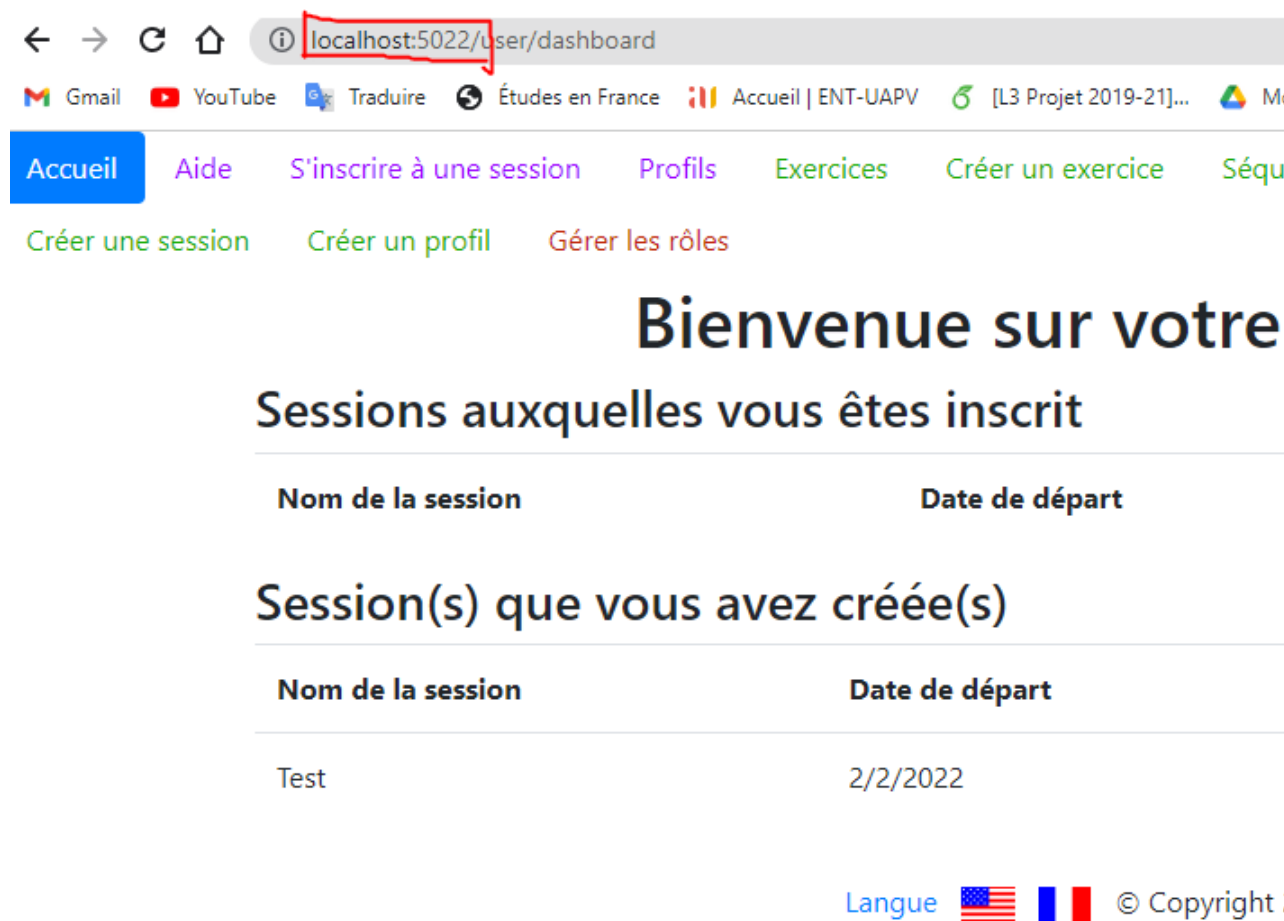 localhost:5022/user/dashboard
Gmail YouTube Traduire Études en France Accueil | ENT-UAPV [L3 Projet 2019-21]...
Accueil Aide S'inscrire à une session Profils Exercices Créer un exercice Séqu
Créer une session Créer un profil Gérer les rôles
Bienvenue sur votre
Sessions auxquelles vous êtes inscrit
Nom de la session Date de départ
Session(s) que vous avez créée(s)
Nom de la session Date de départ
Test 2/2/2022
Langue © Copyright